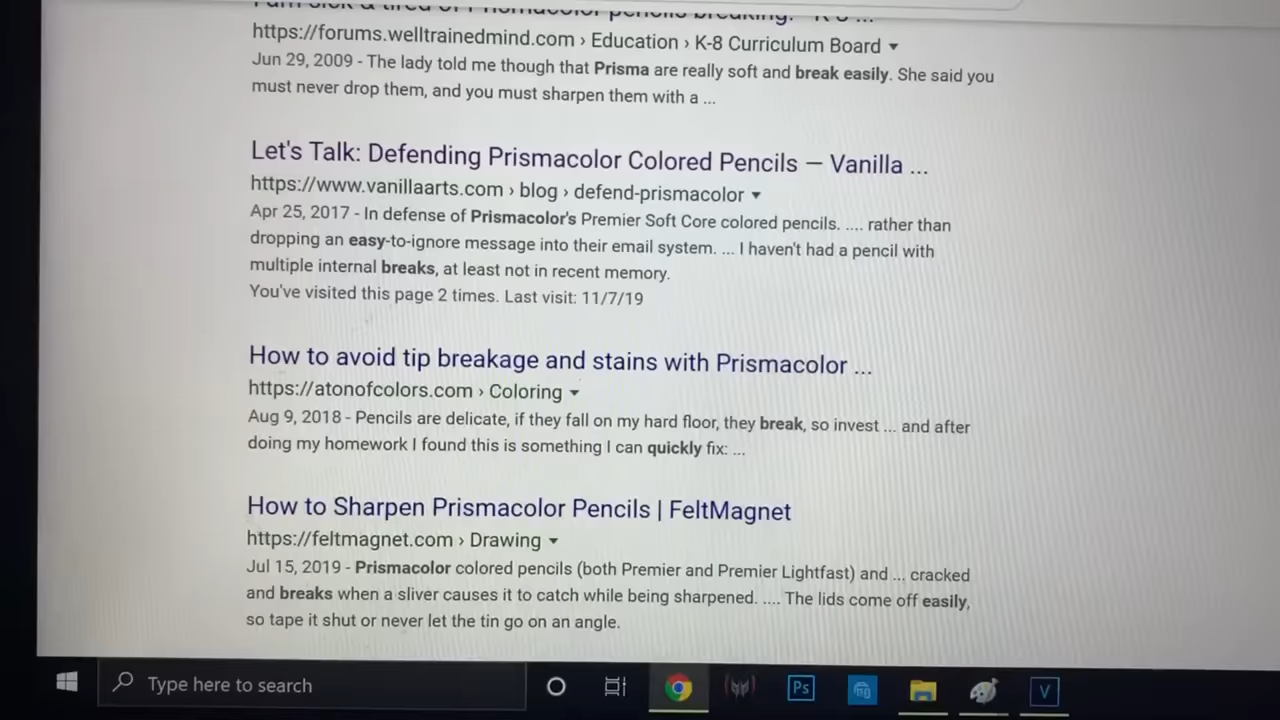 I am sick & tired of Prismacolor pencils breaking! - K-8 ...
https://forums.welltrainedmind.com › Education › K-8 Curriculum Board
Jun 29, 2009 - The lady told me though that Prisma are really soft and break easily. She said you
must never drop them, and you must sharpen them with a ...
Let's Talk: Defending Prismacolor Colored Pencils — Vanilla ...
https://www.vanillaarts.com › blog › defend-prismacolor
Apr 25, 2017 - In defense of Prismacolor's Premier Soft Core colored pencils. .... rather than
dropping an easy-to-ignore message into their email system. ... I haven't had a pencil with
multiple internal breaks, at least not in recent memory.
You've visited this page 2 times. Last visit: 11/7/19
How to avoid tip breakage and stains with Prismacolor ...
https://atonofcolors.com › Coloring
Aug 9, 2018 - Pencils are delicate, if they fall on my hard floor, they break, so invest ... and after
doing my homework I found this is something I can quickly fix: ...
How to Sharpen Prismacolor Pencils | FeltMagnet
https://feltmagnet.com › Drawing
Jul 15, 2019 - Prismacolor colored pencils (both Premier and Premier Lightfast) and ... cracked
and breaks when a sliver causes it to catch while being sharpened. .... The lids come off easily,
so tape it shut or never let the tin go on an angle.
Type here to search
Ps
V